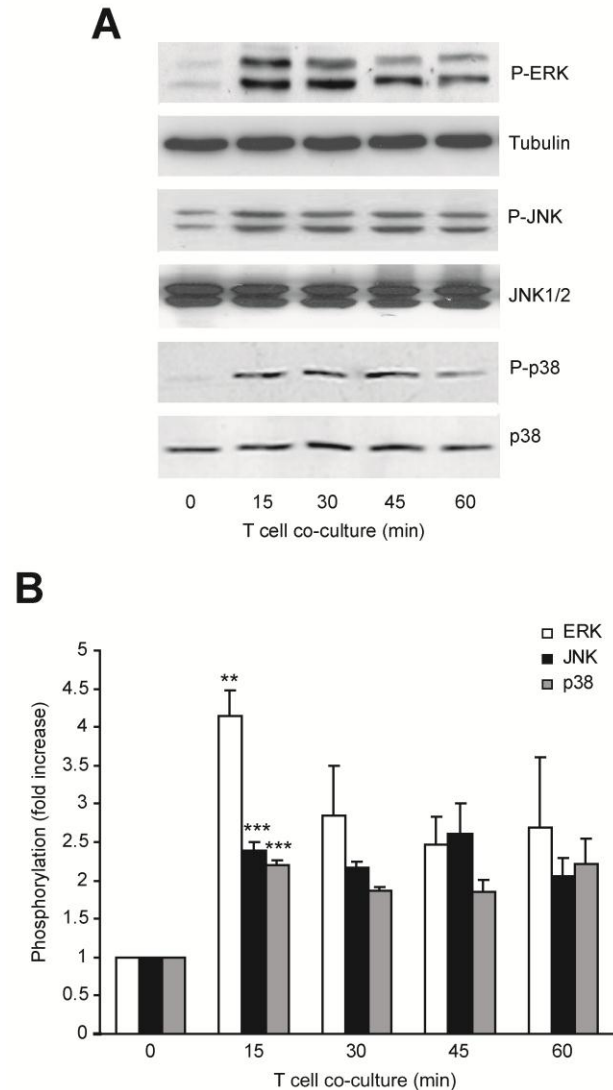 A
P-ERK
Tubulin
P-JNK
JNK1/2
P-p38
p38
0 15 30 45 60
T cell co-culture (min)
B
Phosphorylation (fold increase)
5
4.5
4
3.5
3
2.5
2
1.5
1
0.5
0
**
***
***
ERK
JNK
p38
0 15 30 45 60
T cell co-culture (min)